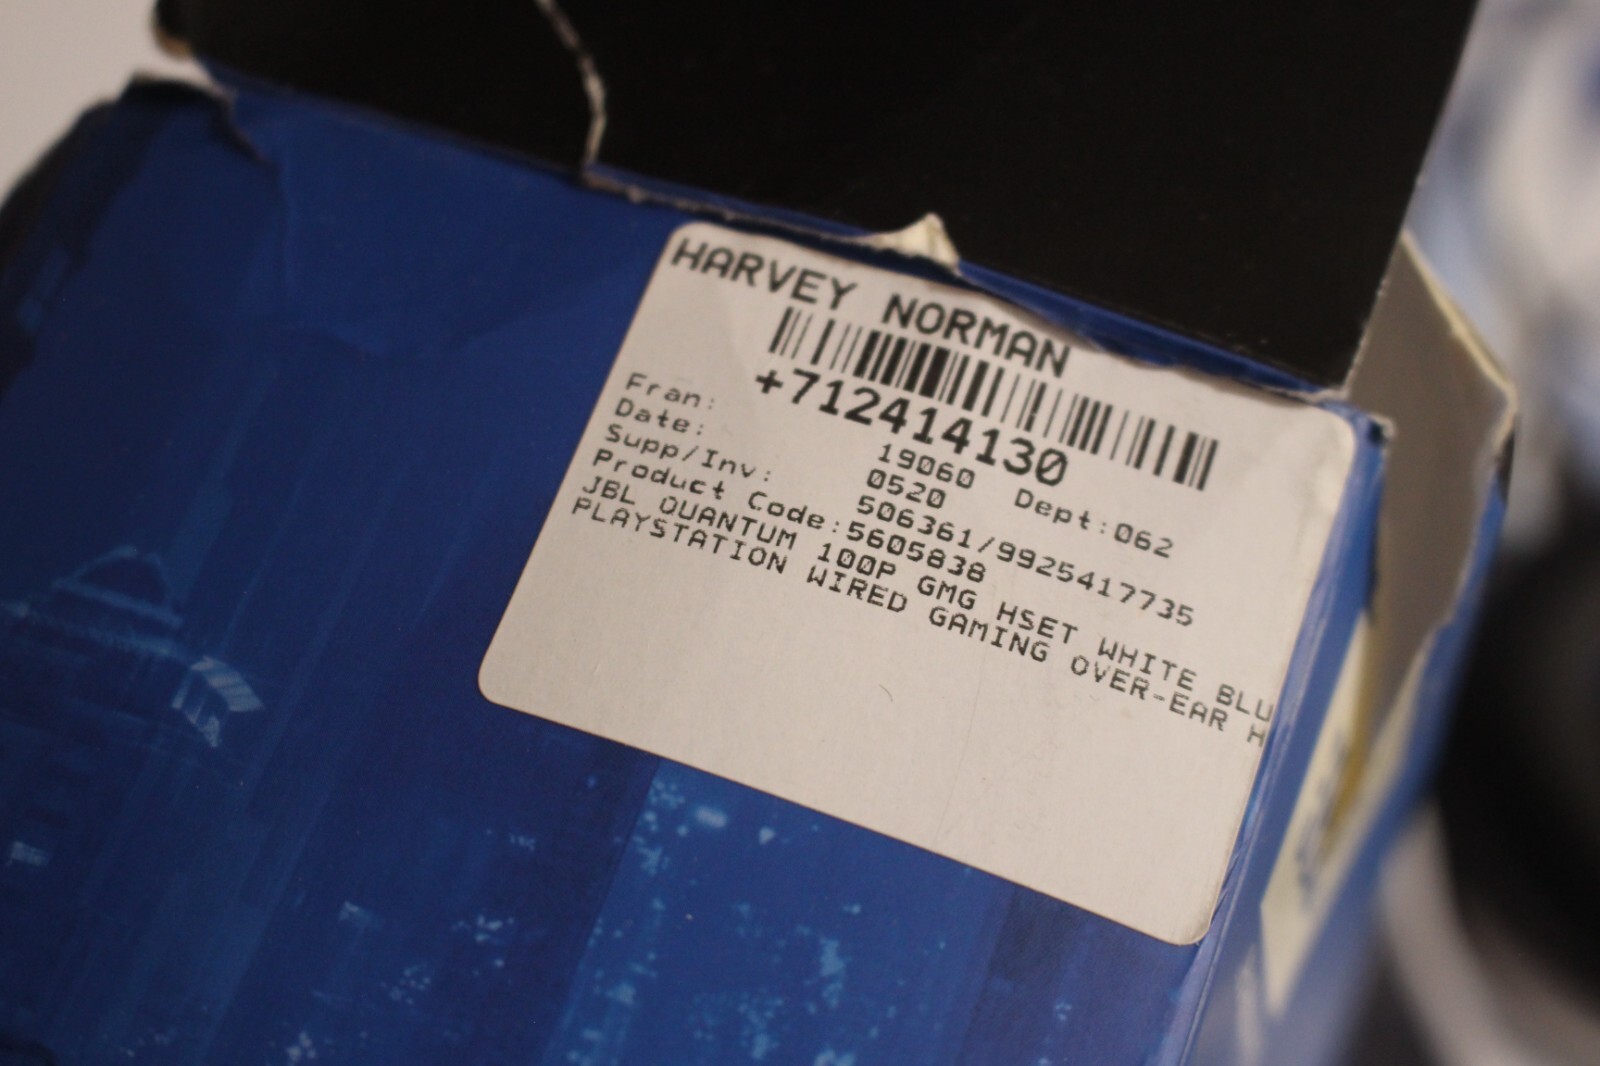 HARVEY NORMAN
+712414130
Fran: 19060 Dept:062
Date: 0520
Supp/Inv: 506361/9925417735
Product Code:5605838
JBL QUANTUM 100P GMG HSET WHITE BLU
PLAYSTATION WIRED GAMING OVER-EAR H